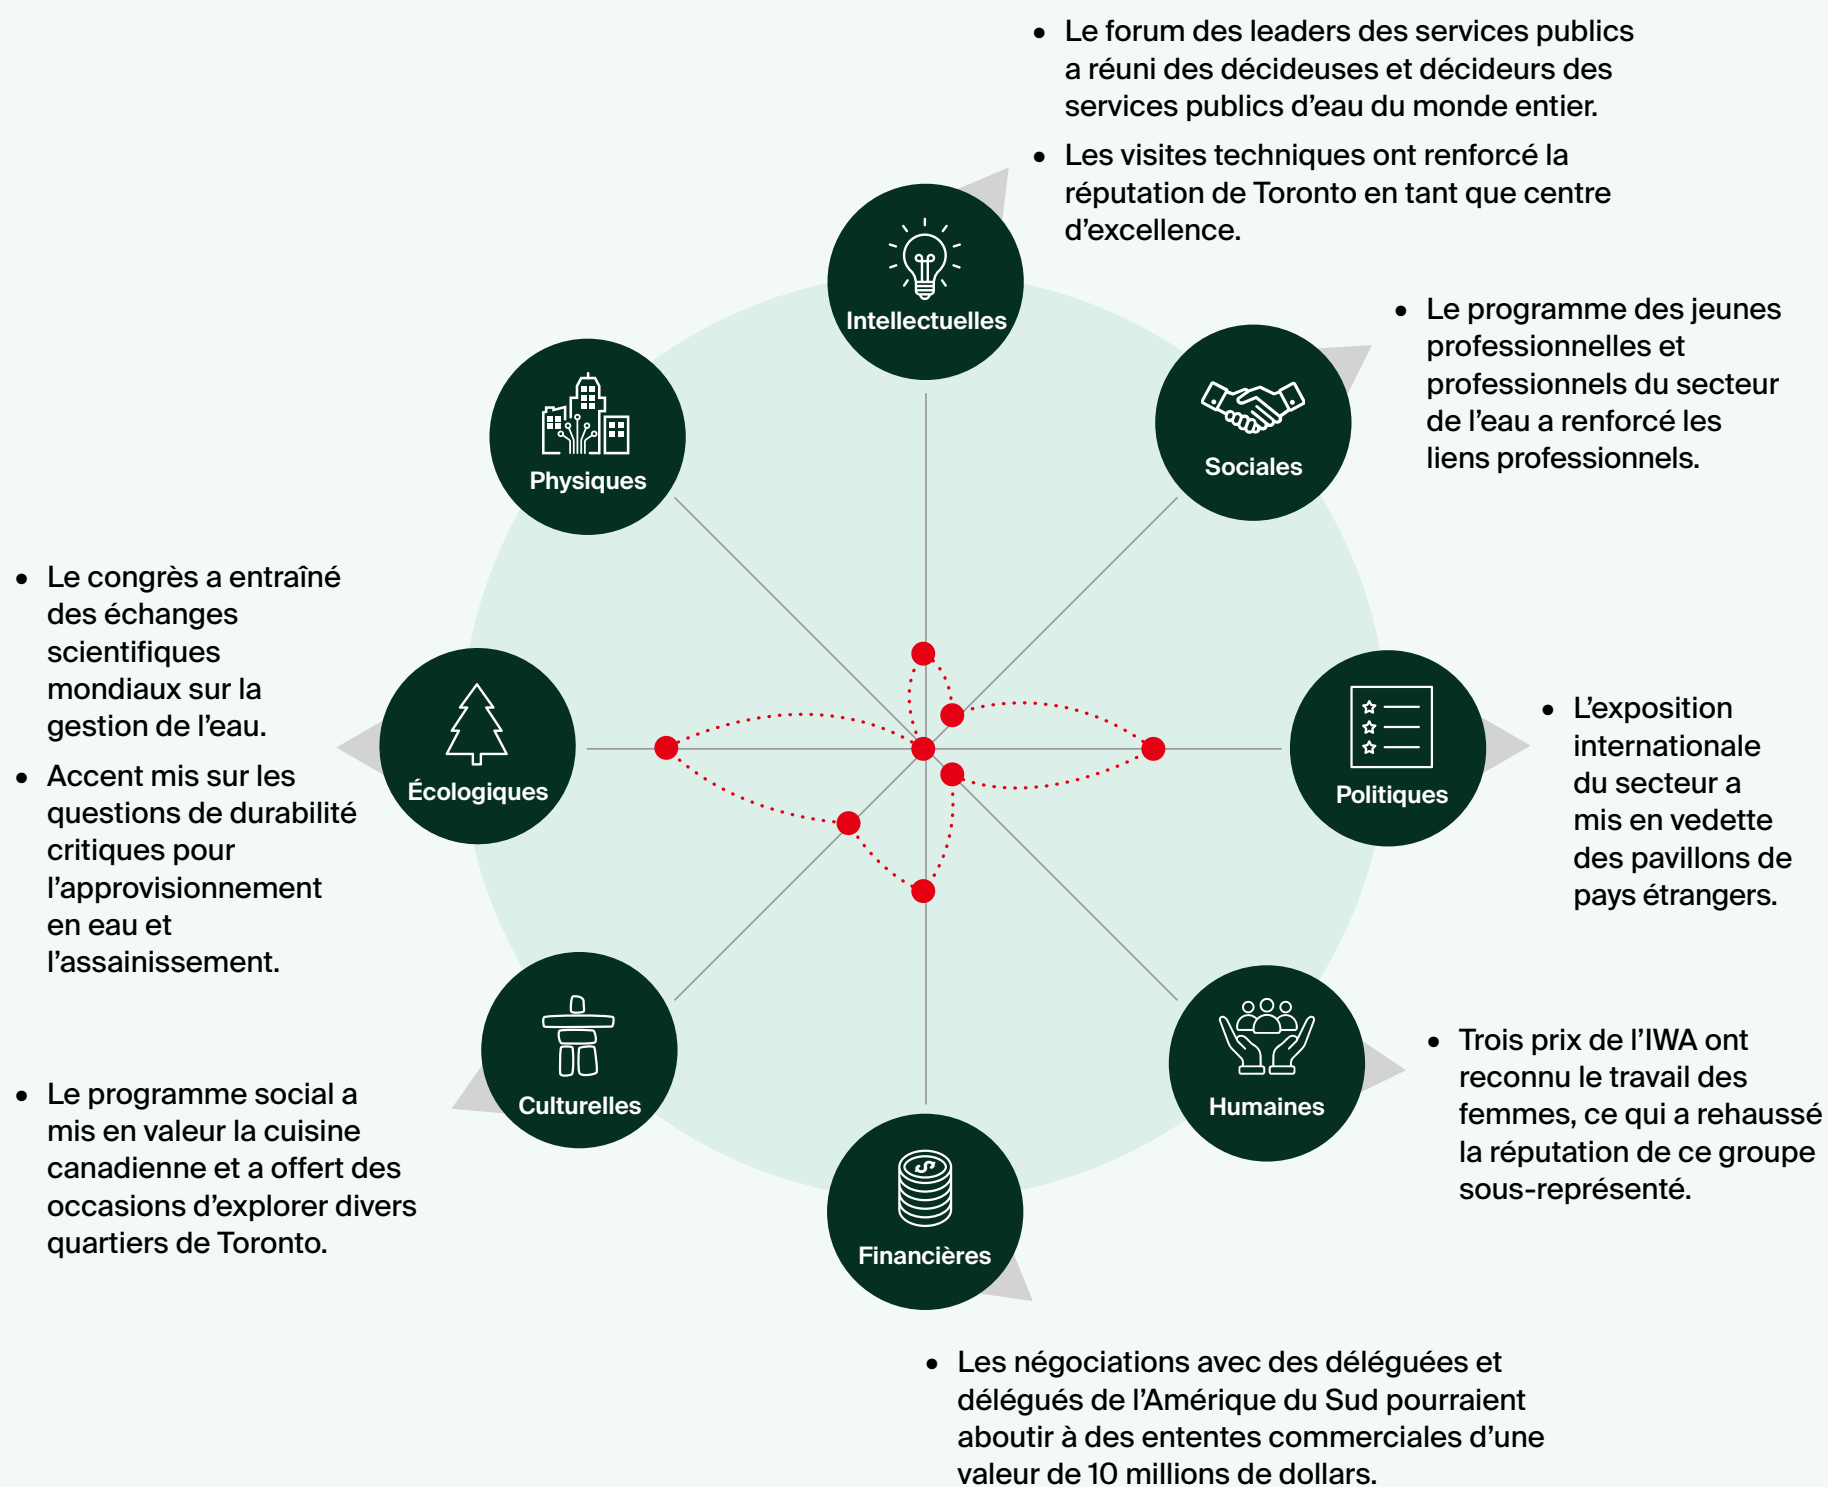 • Le forum des leaders des services publics
a réuni des décideuses et décideurs des
services publics d'eau du monde entier.
• Les visites techniques ont renforcé la
réputation de Toronto en tant que centre
d'excellence.
Intellectuelles
• Le programme des jeunes
professionnelles et
professionnels du secteur
de l'eau a renforcé les
liens professionnels.
Sociales
Physiques
• Le congrès a entraîné
des échanges
scientifiques
mondiaux sur la
gestion de l'eau.
• Accent mis sur les
questions de durabilité
critiques pour
l'approvisionnement
en eau et
l'assainissement.
Écologiques
Politiques
• L'exposition
internationale
du secteur a
mis en vedette
des pavillons de
pays étrangers.
• Le programme social a
mis en valeur la cuisine
canadienne et a offert des
occasions d'explorer divers
quartiers de Toronto.
Culturelles
Humaines
• Trois prix de l'IWA ont
reconnu le travail des
femmes, ce qui a rehaussé
la réputation de ce groupe
sous-représenté.
Financières
• Les négociations avec des déléguées et
délégués de l'Amérique du Sud pourraient
aboutir à des ententes commerciales d'une
valeur de 10 millions de dollars.